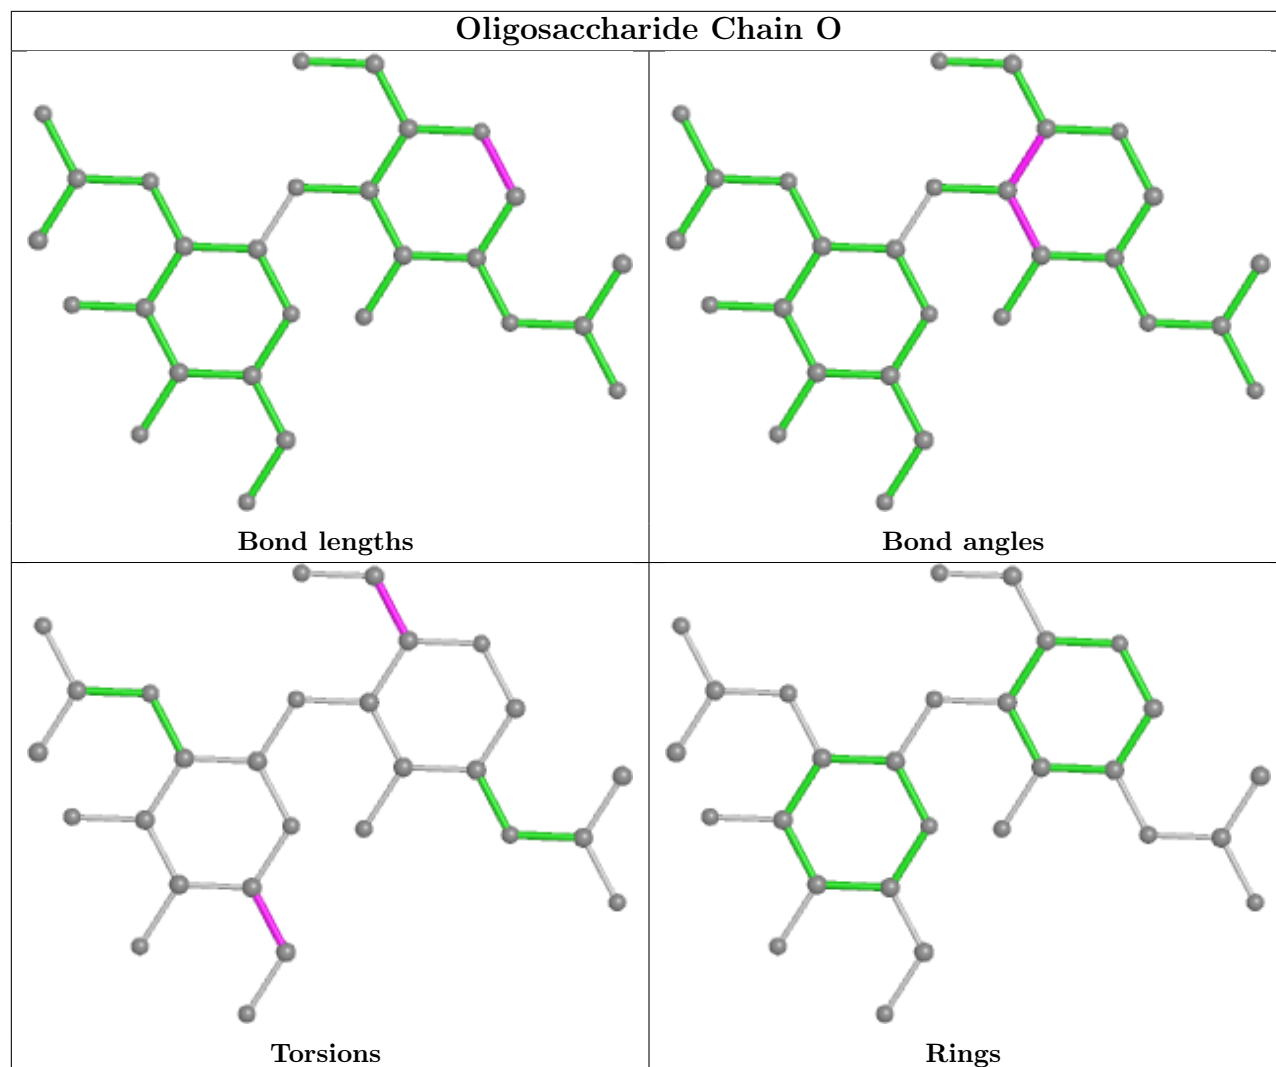 Oligosaccharide Chain O
Bond lengths
Bond angles
Torsions
Rings